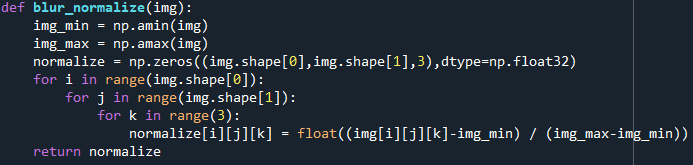 def blur_normalize(img):
    img_min = np.amin(img)
    img_max = np.amax(img)
    normalize = np.zeros((img.shape[0],img.shape[1],3),dtype=np.float32)
    for i in range(img.shape[0]):
        for j in range(img.shape[1]):
            for k in range(3):
                normalize[i][j][k] = float((img[i][j][k]-img_min) / (img_max-img_min))
    return normalize